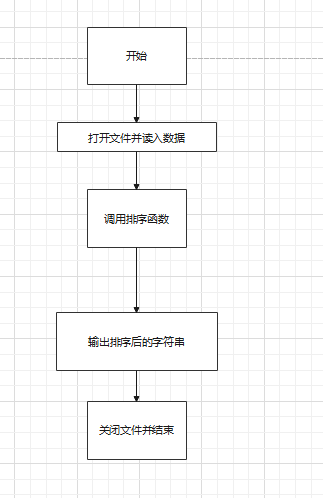 开始
打开文件并读入数据
调用排序函数
输出排序后的字符串
关闭文件并结束